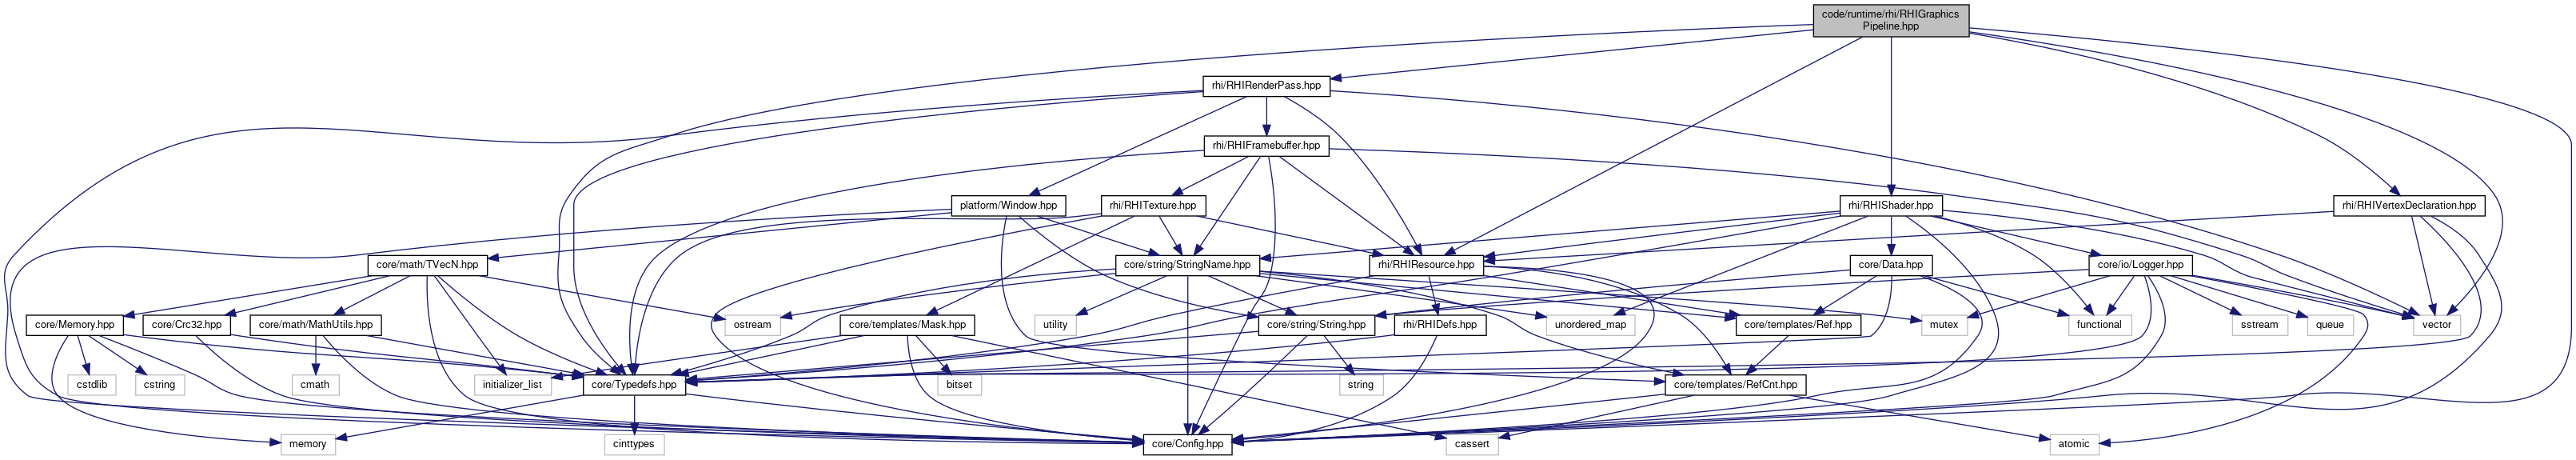 code/runtime/rhi/RHIGraphics
Pipeline.hpp
rhi/RHIRenderPass.hpp
rhi/RHIFramebuffer.hpp
platform/Window.hpp
rhi/RHITexture.hpp
rhi/RHIShader.hpp
rhi/RHIVertexDeclaration.hpp
core/math/TVecN.hpp
core/string/StringName.hpp
rhi/RHIResource.hpp
core/Data.hpp
core/io/Logger.hpp
core/Memory.hpp
core/Crc32.hpp
core/math/MathUtils.hpp
ostream
core/templates/Mask.hpp
utility
core/string/String.hpp
rhi/RHIDefs.hpp
unordered_map
core/templates/Ref.hpp
mutex
functional
sstream
queue
vector
cstdlib
cstring
cmath
initializer_list
core/Typedefs.hpp
bitset
string
core/templates/RefCnt.hpp
memory
cinttypes
core/Config.hpp
cassert
atomic